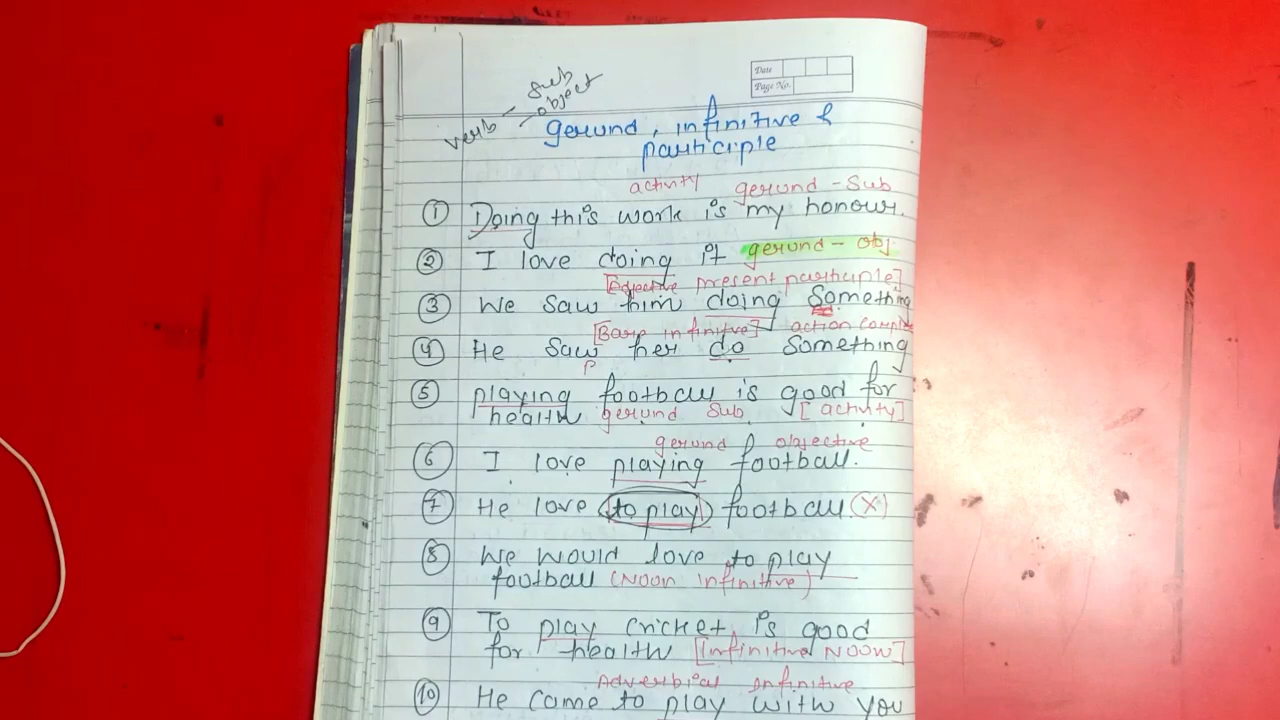 Date
Page No.
verb - sub
- object
gerund, infinitive &
participle
activity gerund - Sub
① Doing this work is my honour.
② I love doing it gerund - obj
[Adjective present participle]
③ We saw him doing Something
[Bare infinitve] action
④ He saw her do something
⑤ playing football is good for
health gerund sub [activity]
gerund objective
⑥ I love playing football.
⑦ He love (to play) football (X)
⑧ We would love to play
football (Noon infinitive)
⑨ To play cricket is good
for health [infinitive NOON]
Adverbial Infinitive
⑩ He came to play with you